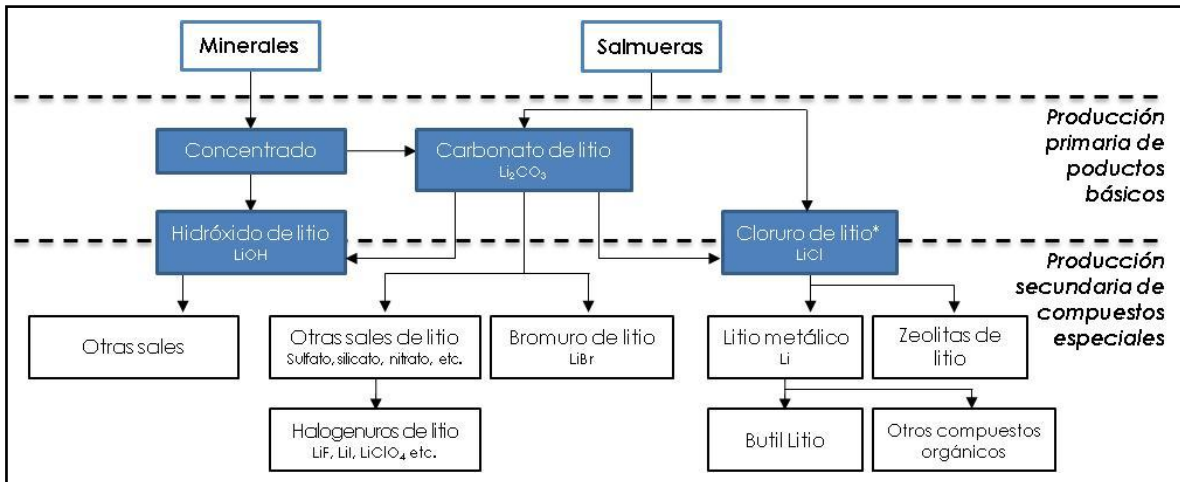 Minerales
Salmueras
Producción
primaria de
poductos
básicos
Concentrado
Carbonato de litio
Li₂CO₃
Hidróxido de litio
LiOH
Cloruro de litio*
LiCl
Producción
secundaria de
compuestos
especiales
Otras sales
Otras sales de litio
Sulfato, silicato, nitrato, etc.
Bromuro de litio
LiBr
Litio metálico
Li
Zeolitas de
litio
Halogenuros de litio
LiF, LiI, LiClO₄ etc.
Butil Litio
Otros compuestos
orgánicos